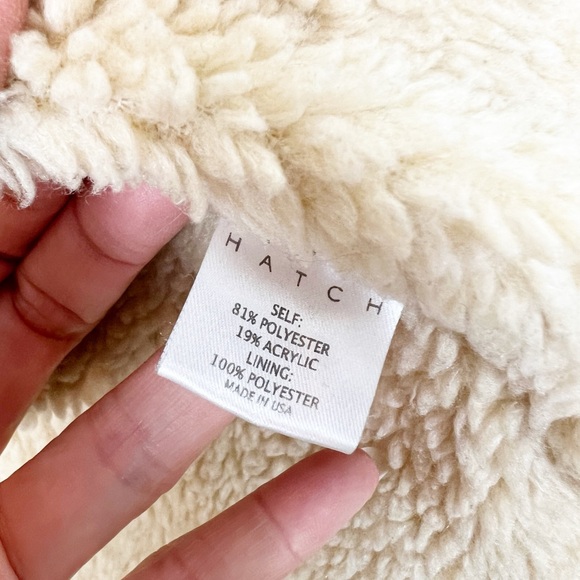 HATCH
SELF:
81% POLYESTER
19% ACRYLIC
LINING:
100% POLYESTER
MADE IN USA